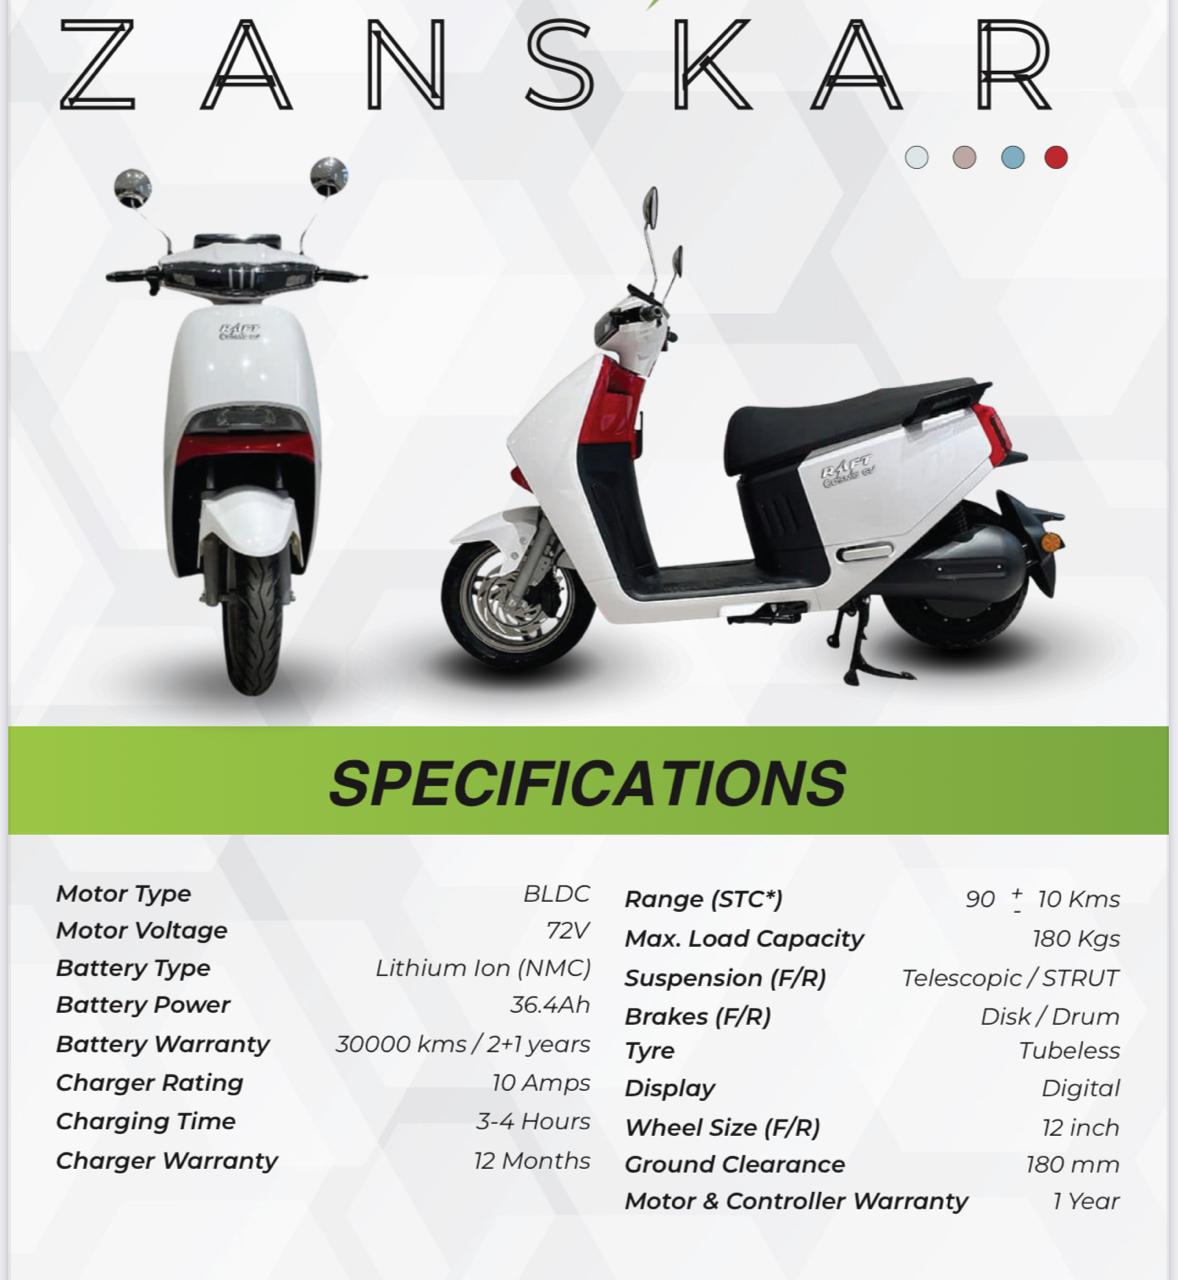 ZANSKAR
RAFT
RAFT
SPECIFICATIONS
Motor Type BLDC
Motor Voltage 72V
Battery Type Lithium Ion (NMC)
Battery Power 36.4Ah
Battery Warranty 30000 kms / 2+1 years
Charger Rating 10 Amps
Charging Time 3-4 Hours
Charger Warranty 12 Months
Range (STC*) 90 +- 10 Kms
Max. Load Capacity 180 Kgs
Suspension (F/R) Telescopic / STRUT
Brakes (F/R) Disk / Drum
Tyre Tubeless
Display Digital
Wheel Size (F/R) 12 inch
Ground Clearance 180 mm
Motor & Controller Warranty 1 Year